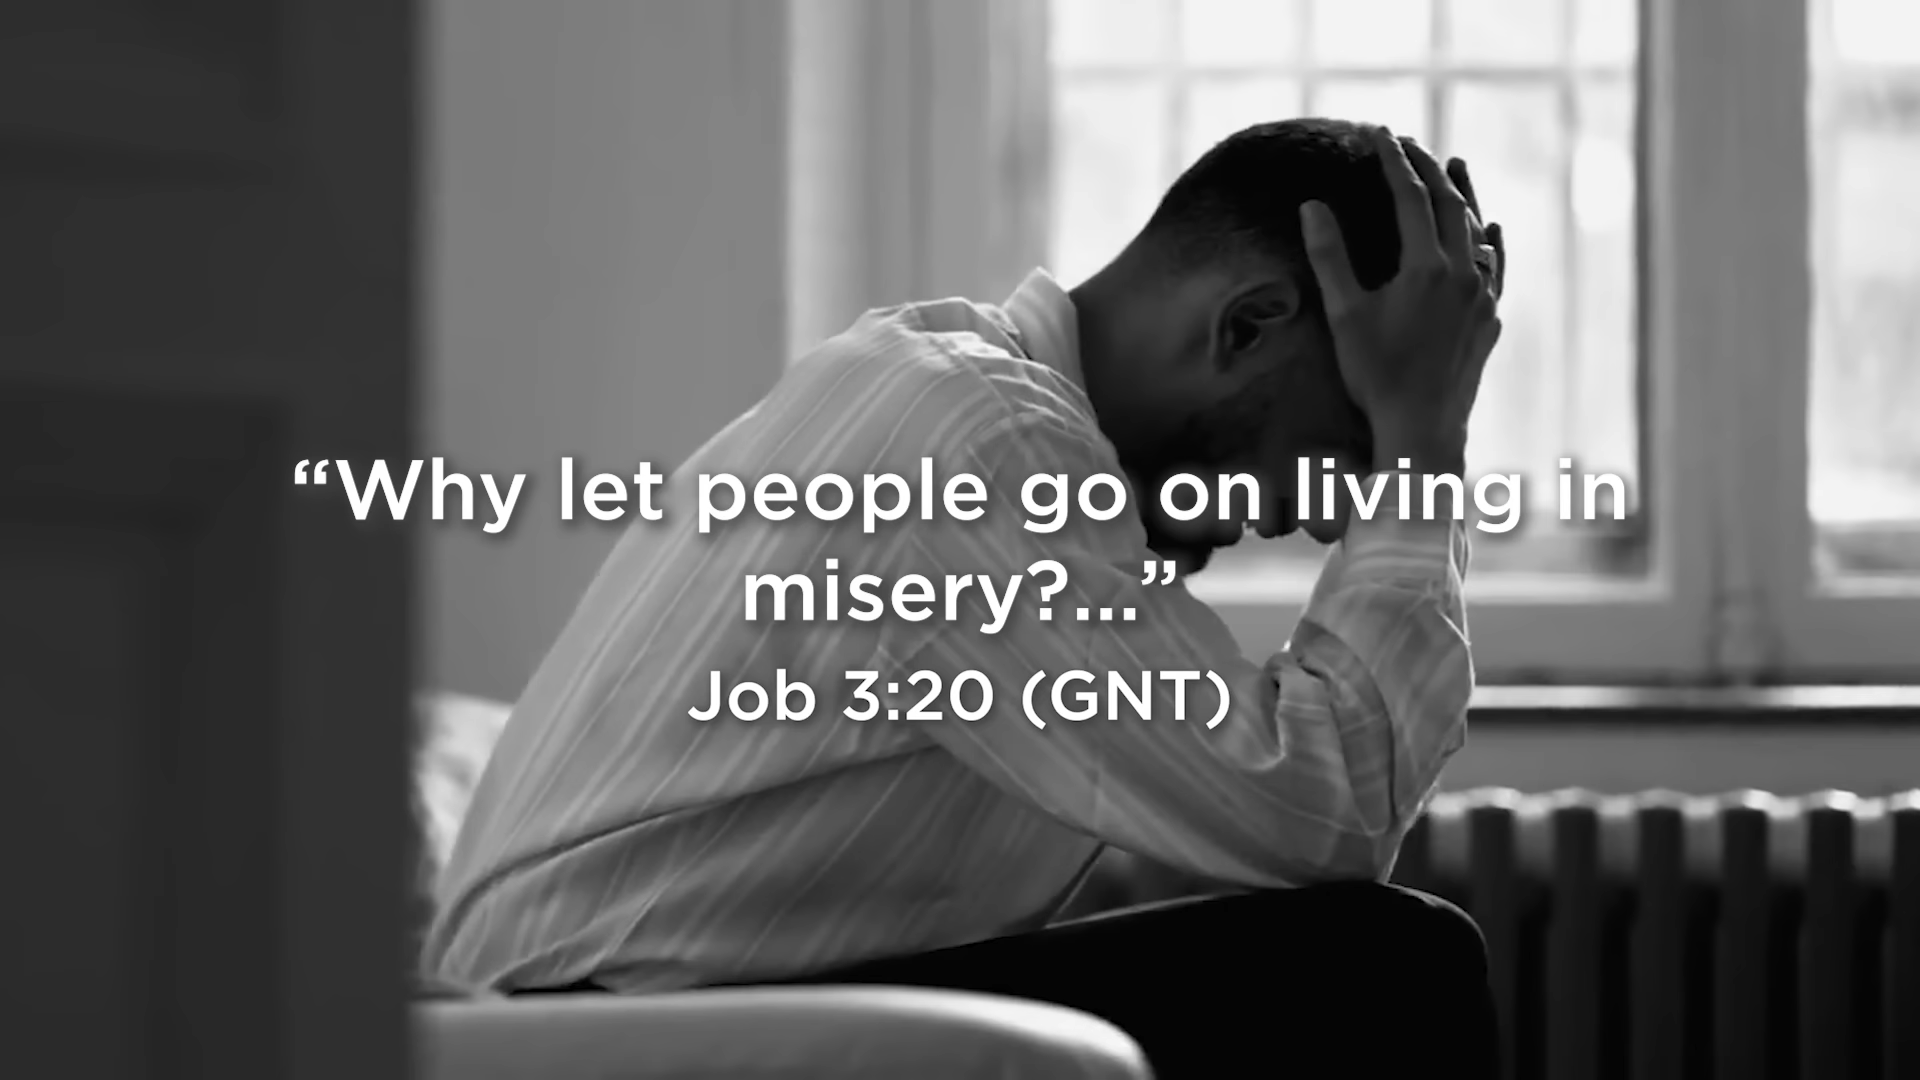 “Why let people go on living in
misery?...”
Job 3:20 (GNT)